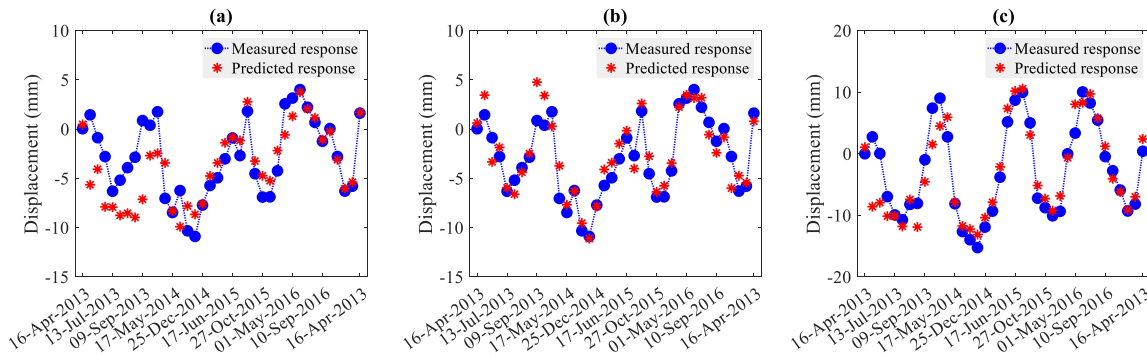 (a)
Displacement (mm)
10
5
0
-5
-10
-15
Measured response
Predicted response
16-Apr-2013
13-Jul-2013
09-Sep-2013
17-May-2014
25-Dec-2014
17-Jun-2015
27-Oct-2015
01-May-2016
10-Sep-2016
16-Apr-2013
(b)
Displacement (mm)
10
5
0
-5
-10
-15
Measured response
Predicted response
16-Apr-2013
13-Jul-2013
09-Sep-2013
17-May-2014
25-Dec-2014
17-Jun-2015
27-Oct-2015
01-May-2016
10-Sep-2016
16-Apr-2013
(c)
Displacement (mm)
20
10
0
-10
-20
Measured response
Predicted response
16-Apr-2013
13-Jul-2013
09-Sep-2013
17-May-2014
25-Dec-2014
17-Jun-2015
27-Oct-2015
01-May-2016
10-Sep-2016
16-Apr-2013